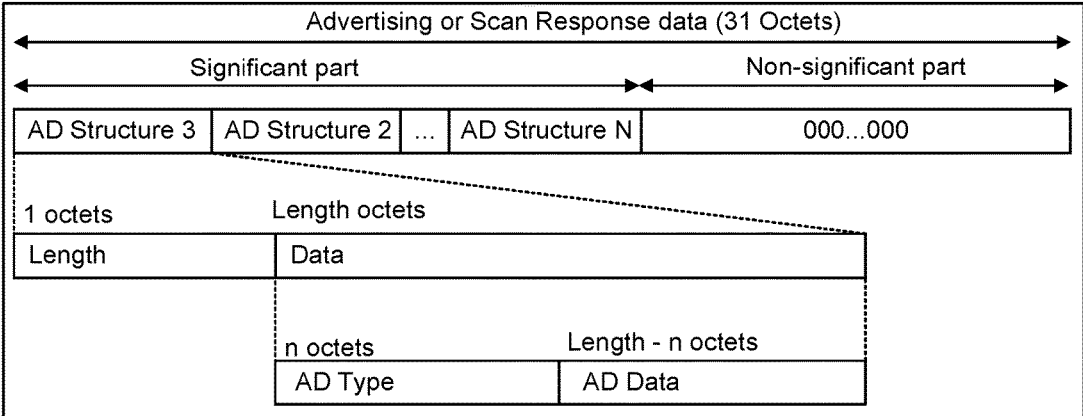 Advertising or Scan Response data (31 Octets)
Significant part Non-significant part
AD Structure 3 AD Structure 2 ... AD Structure N 000...000
1 octets Length octets
Length Data
n octets Length - n octets
AD Type AD Data